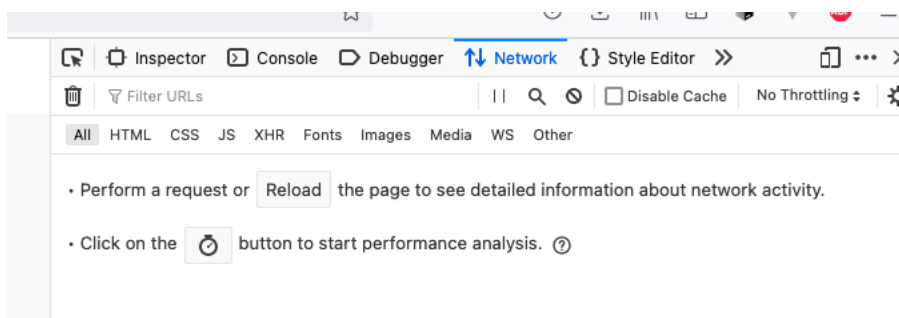 Inspector Console Debugger Network Style Editor
Filter URLs Disable Cache No Throttling
All HTML CSS JS XHR Fonts Images Media WS Other
• Perform a request or Reload the page to see detailed information about network activity.
• Click on the button to start performance analysis.